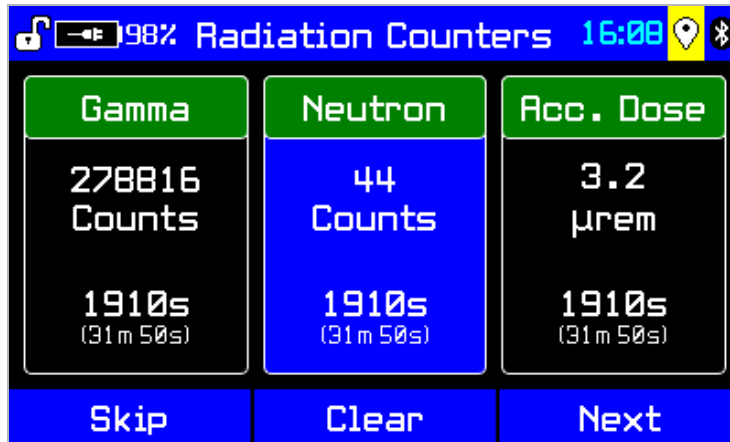 98% Radiation Counters 16:08
Gamma
278816
Counts
1910s
(31m 50s)
Neutron
44
Counts
1910s
(31m 50s)
Acc. Dose
3.2
µrem
1910s
(31m 50s)
Skip Clear Next